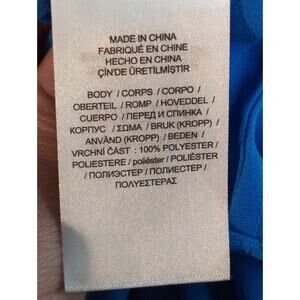 MADE IN CHINA
FABRIQUÉ EN CHINE
HECHO EN CHINA
ÇİN'DE ÜRETİLMİŞTİR
BODY / CORPS / CORPO /
OBERTEIL / ROMP / HOVEDDEL /
CUERPO / ПЕРЕД И СПИНКА /
КОРПУС / ΣΩΜΑ / BRUK (KROPP) /
ANVÄND (KROPP) / BEDEN /
VRCHNÍ ČÁST : 100% POLYESTER /
POLIESTERE / poliéster / POLIÉSTER
/ ПОЛИЭСТЕР / ПОЛИЕСТЕР /
ΠΟΛΥΕΣΤΕΡΑΣ